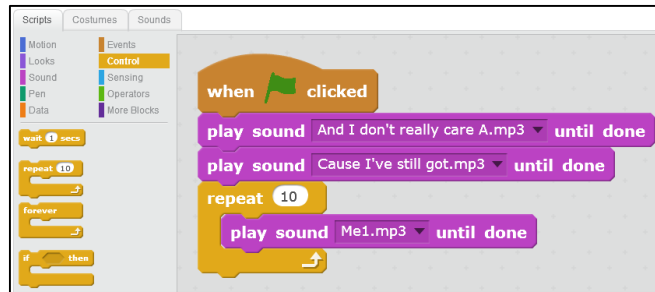 Scripts Costumes Sounds
Motion Events
Looks Control
Sound Sensing
Pen Operators
Data More Blocks
wait 1 secs
repeat 10
forever
if then
when clicked
play sound And I don't really care A.mp3 until done
play sound Cause I've still got.mp3 until done
repeat 10
play sound Me1.mp3 until done